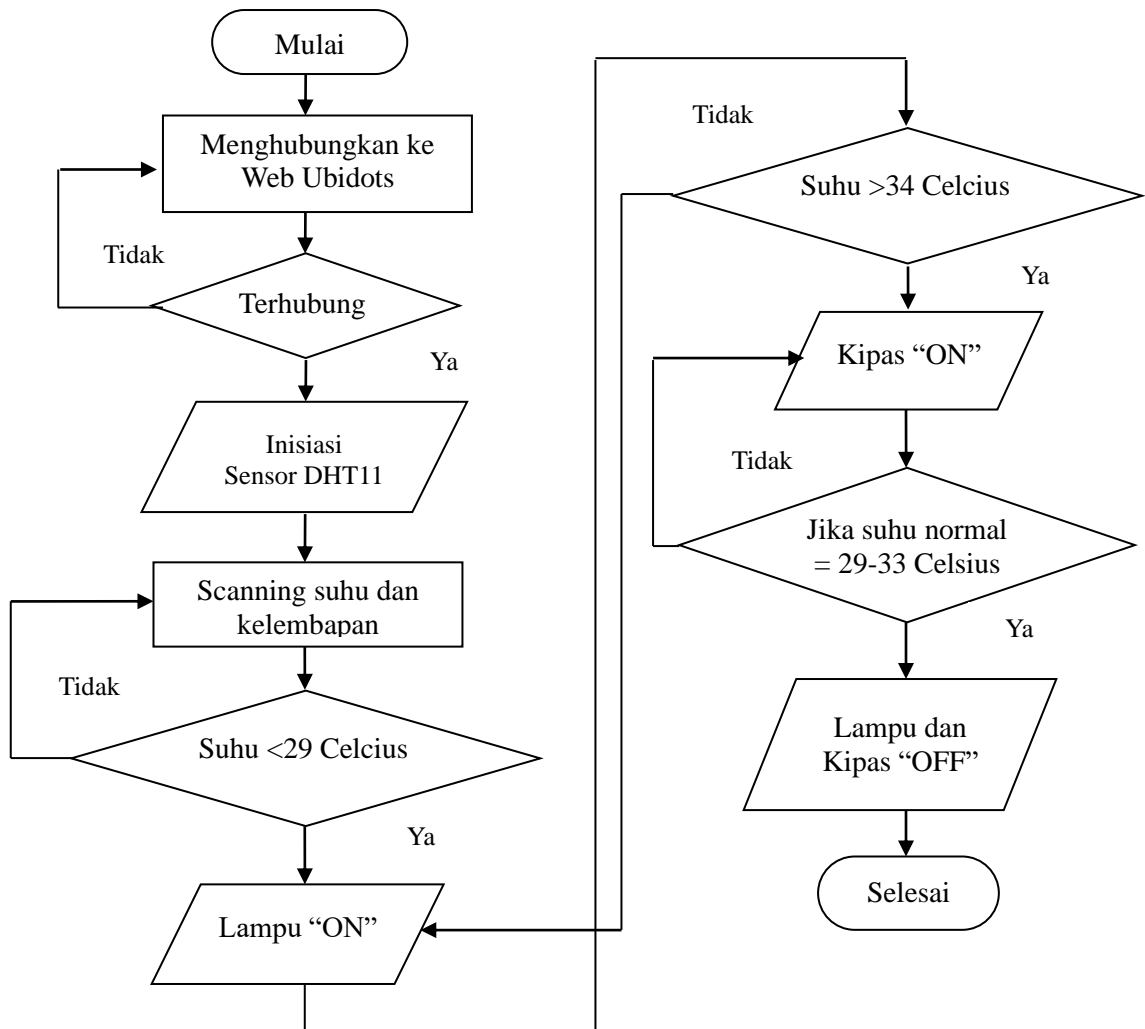 Mulai
Menghubungkan ke
Web Ubidots
Tidak
Terhubung
Ya
Inisiasi
Sensor DHT11
Scanning suhu dan
kelembapan
Tidak
Suhu <29 Celcius
Ya
Lampu “ON”
Tidak
Suhu >34 Celcius
Ya
Kipas “ON”
Tidak
Jika suhu normal
= 29-33 Celsius
Ya
Lampu dan
Kipas “OFF”
Selesai